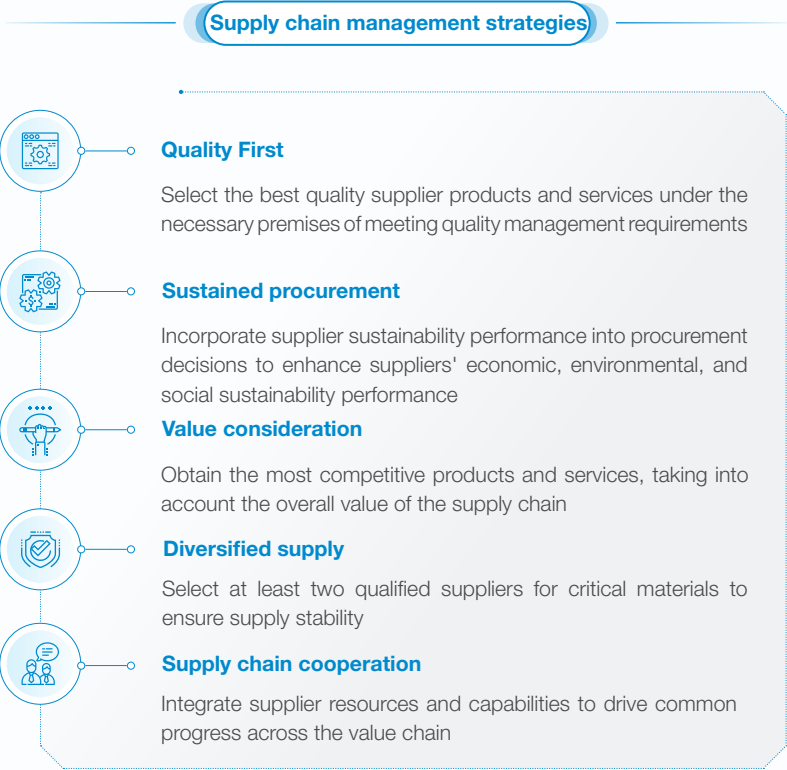 Supply chain management strategies
Quality First
Select the best quality supplier products and services under the
necessary premises of meeting quality management requirements
Sustained procurement
Incorporate supplier sustainability performance into procurement
decisions to enhance suppliers' economic, environmental, and
social sustainability performance
Value consideration
Obtain the most competitive products and services, taking into
account the overall value of the supply chain
Diversified supply
Select at least two qualified suppliers for critical materials to
ensure supply stability
Supply chain cooperation
Integrate supplier resources and capabilities to drive common
progress across the value chain